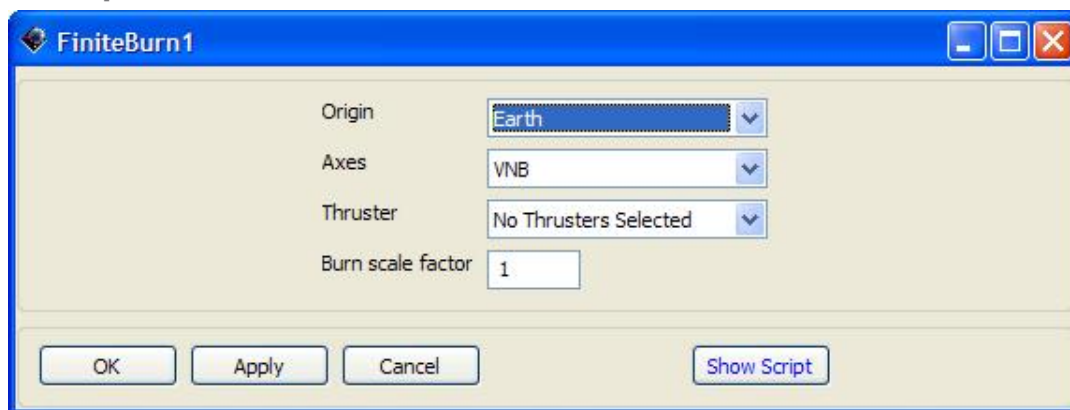 FiniteBurn1
Origin Earth
Axes VNB
Thruster No Thrusters Selected
Burn scale factor 1
OK Apply Cancel Show Script